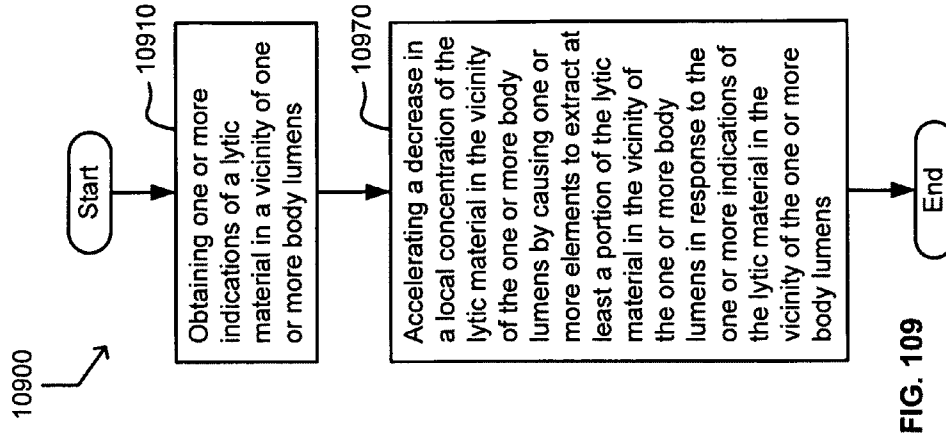 10900
Start
10910
Obtaining one or more
indications of a lytic
material in a vicinity of one
or more body lumens
10970
Accelerating a decrease in
a local concentration of the
lytic material in the vicinity
of the one or more body
lumens by causing one or
more elements to extract at
least a portion of the lytic
material in the vicinity of
the one or more body
lumens in response to the
one or more indications of
the lytic material in the
vicinity of the one or more
body lumens
End
FIG. 109